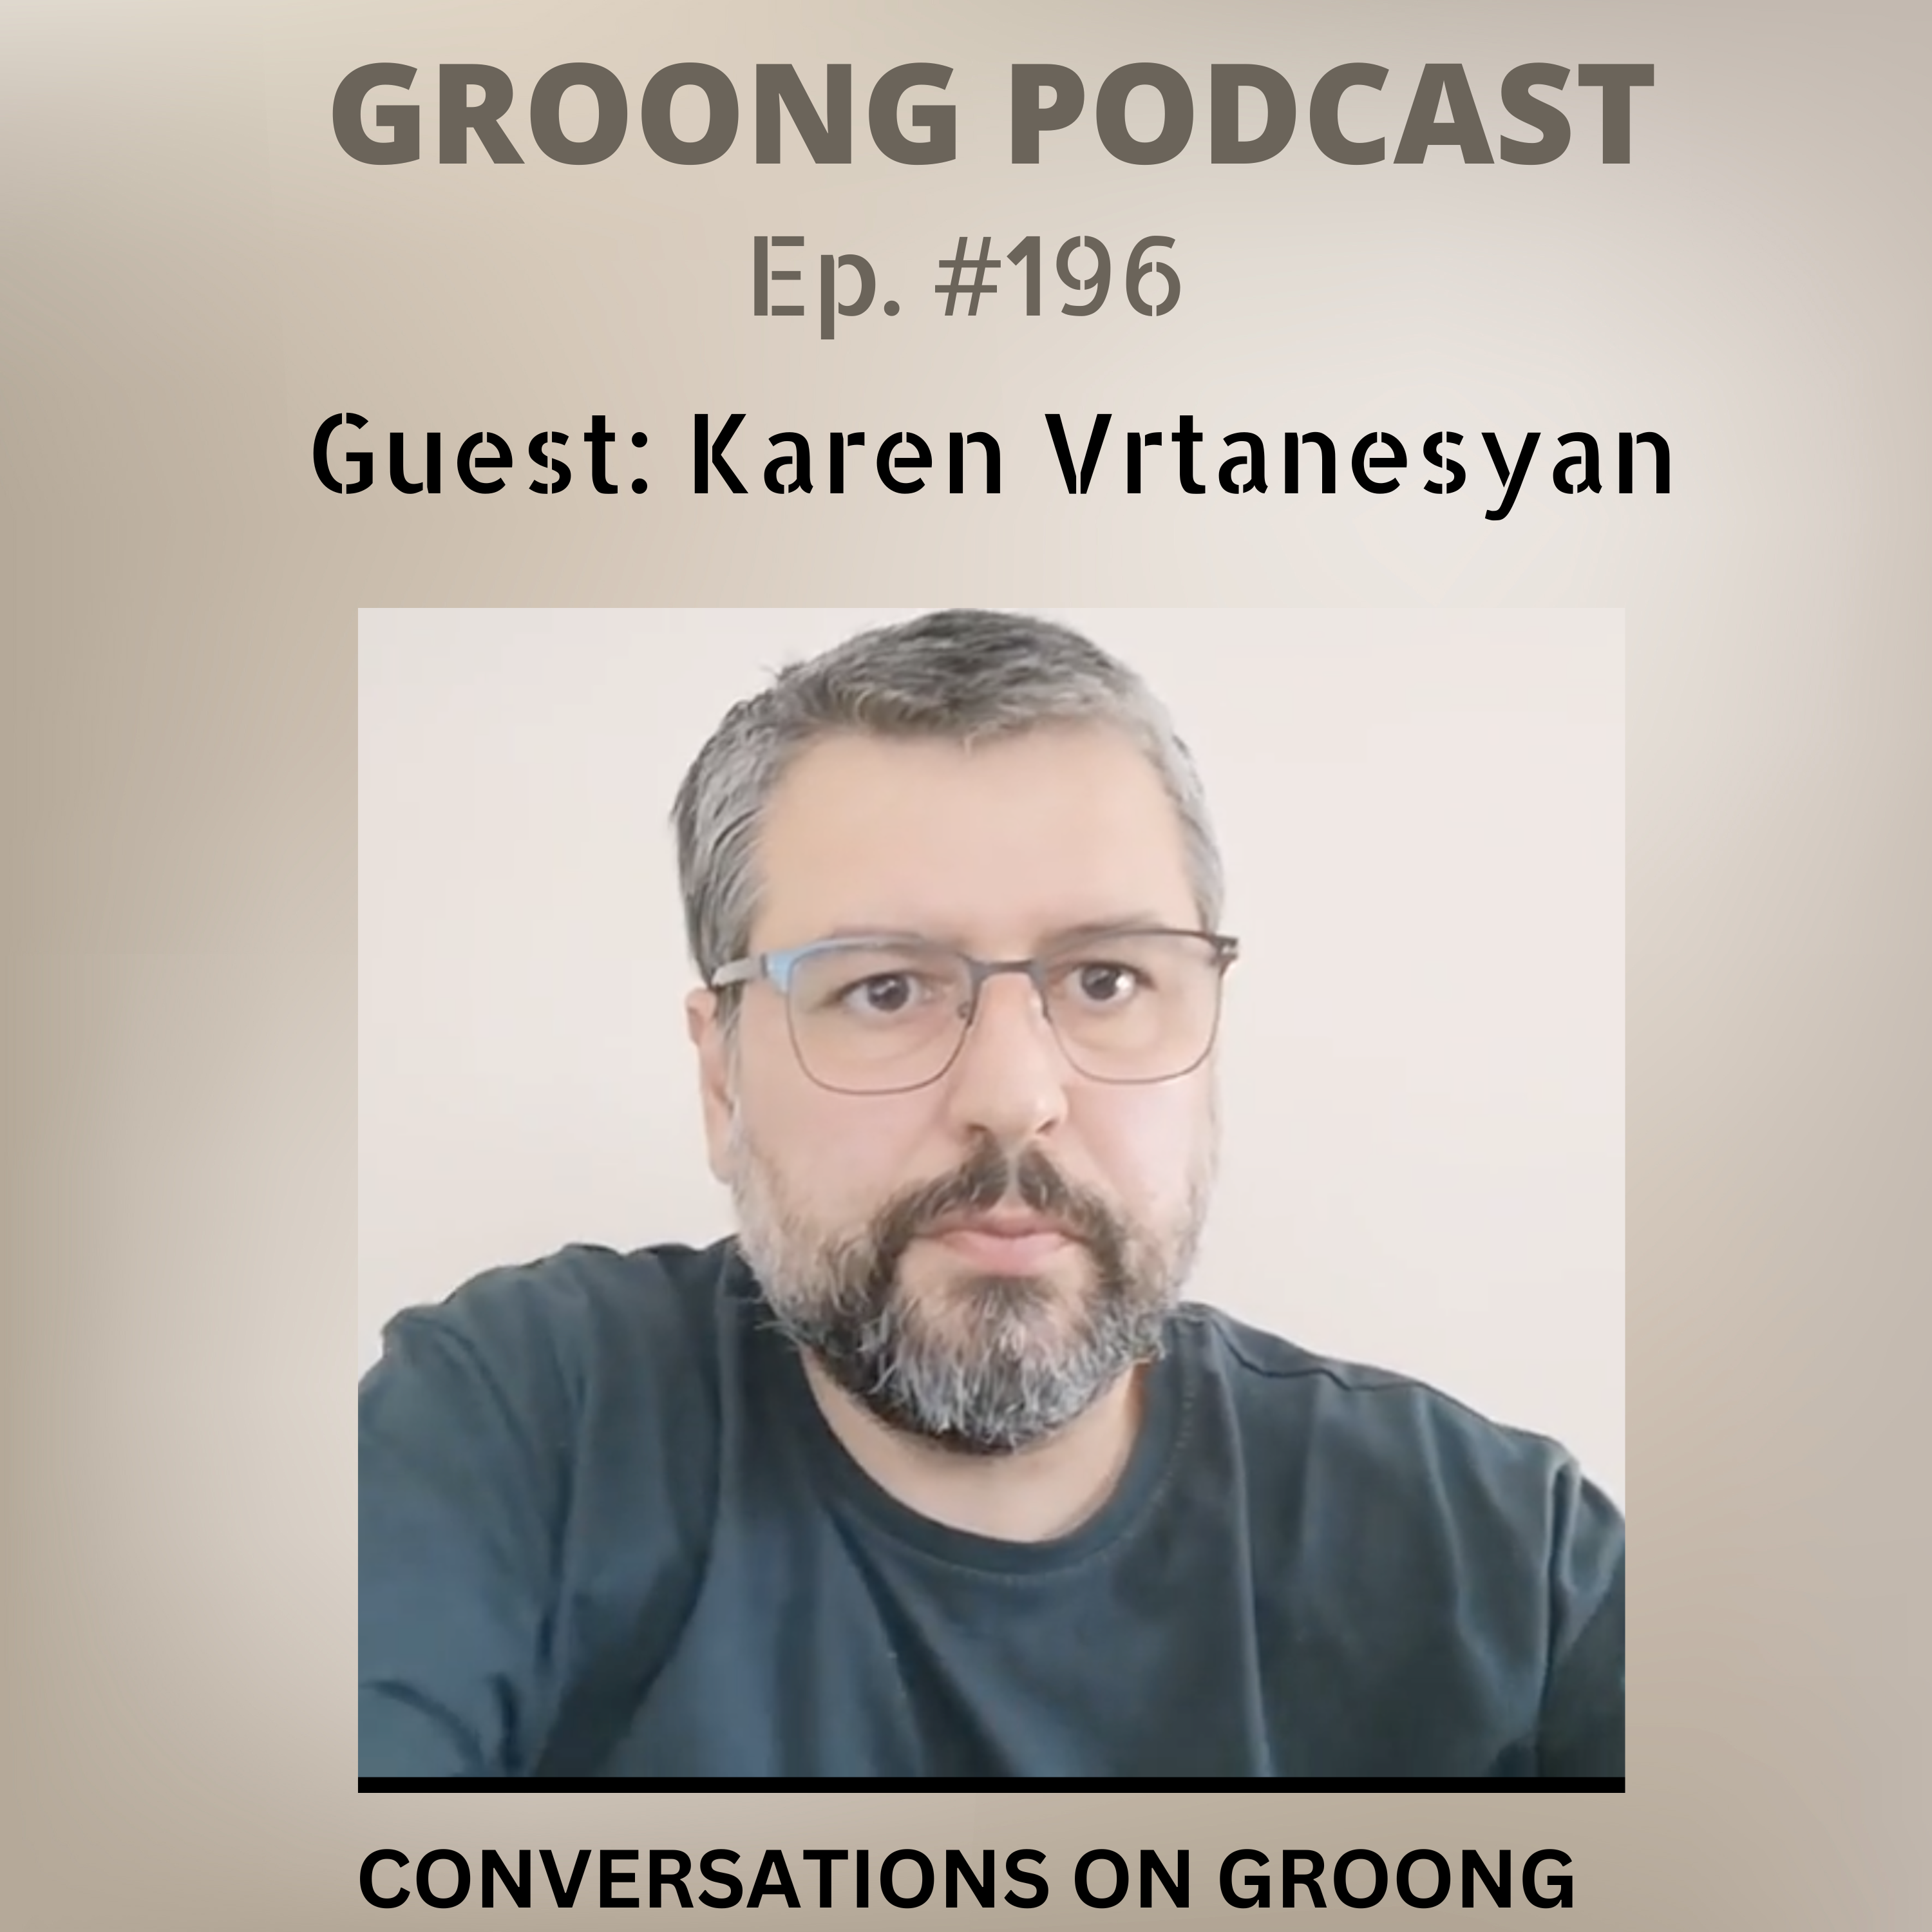 GROONG PODCAST
Ep. #196
Guest: Karen Vrtanesyan
CONVERSATIONS ON GROONG